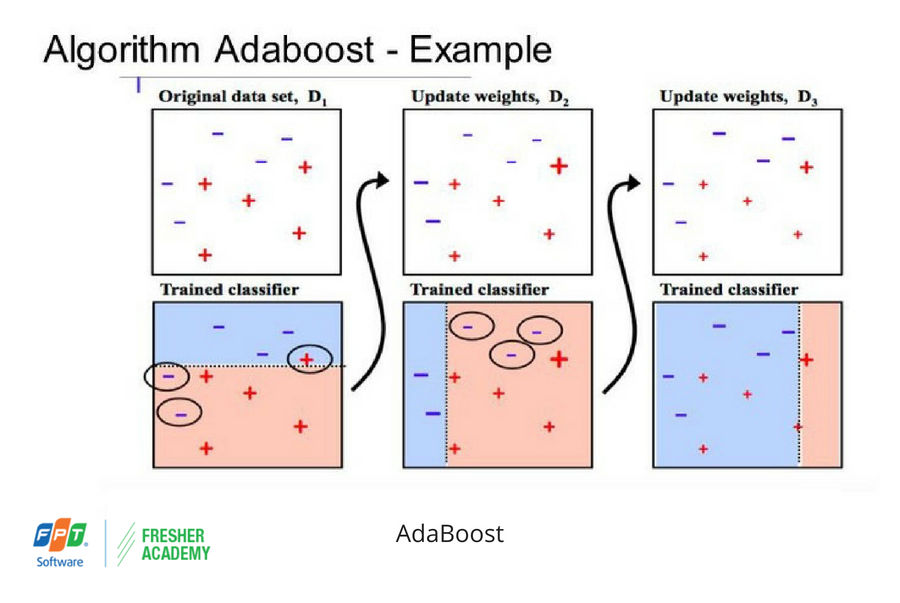 Algorithm Adaboost - Example
Original data set, D1
Update weights, D2
Update weights, D3
Trained classifier
Trained classifier
Trained classifier
FPT
Software
FRESHER
ACADEMY
AdaBoost